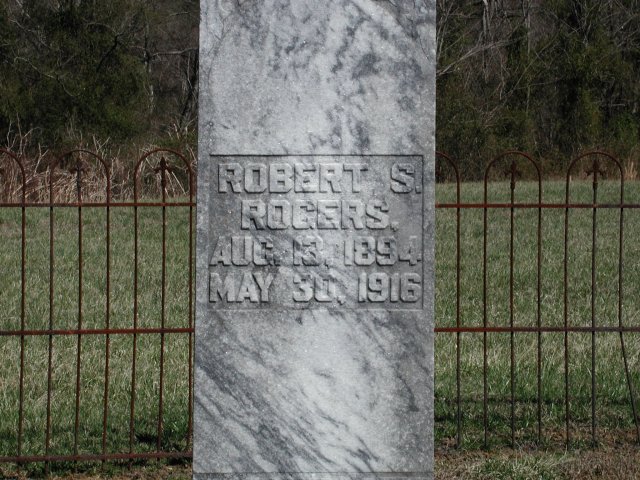 ROBERT S.
ROGERS.
AUG. 13, 1894
MAY 30, 1916